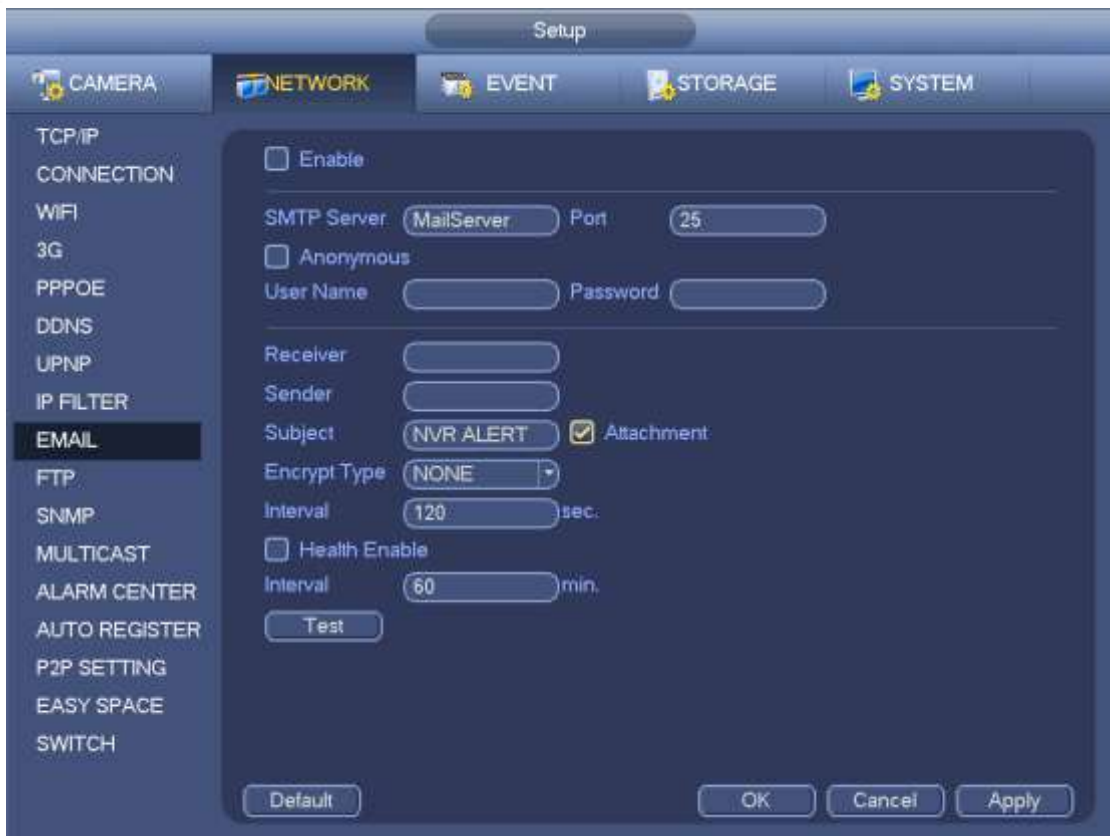 Setup
CAMERA NETWORK EVENT STORAGE SYSTEM
TCP/IP
CONNECTION
WIFI
3G
PPPOE
DDNS
UPNP
IP FILTER
EMAIL
FTP
SNMP
MULTICAST
ALARM CENTER
AUTO REGISTER
P2P SETTING
EASY SPACE
SWITCH
Enable
SMTP Server MailServer Port 25
Anonymous
User Name Password
Receiver
Sender
Subject NVR ALERT Attachment
Encrypt Type NONE
Interval 120 sec.
Health Enable
Interval 60 min.
Test
Default OK Cancel Apply